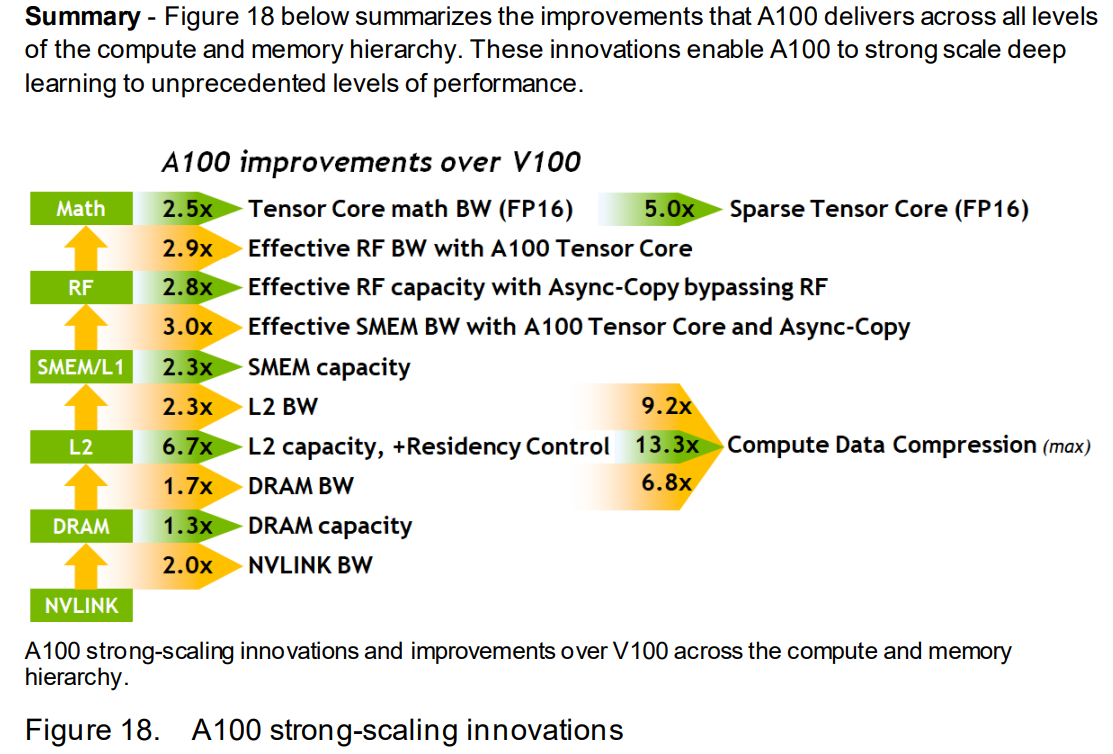 Summary - Figure 18 below summarizes the improvements that A100 delivers across all levels
of the compute and memory hierarchy. These innovations enable A100 to strong scale deep
learning to unprecedented levels of performance.
A100 improvements over V100
Math 2.5x Tensor Core math BW (FP16) 5.0x Sparse Tensor Core (FP16)
2.9x Effective RF BW with A100 Tensor Core
RF 2.8x Effective RF capacity with Async-Copy bypassing RF
3.0x Effective SMEM BW with A100 Tensor Core and Async-Copy
SMEM/L1 2.3x SMEM capacity
2.3x L2 BW 9.2x
L2 6.7x L2 capacity, +Residency Control 13.3x Compute Data Compression (max)
1.7x DRAM BW 6.8x
DRAM 1.3x DRAM capacity
2.0x NVLINK BW
NVLINK
A100 strong-scaling innovations and improvements over V100 across the compute and memory
hierarchy.
Figure 18. A100 strong-scaling innovations